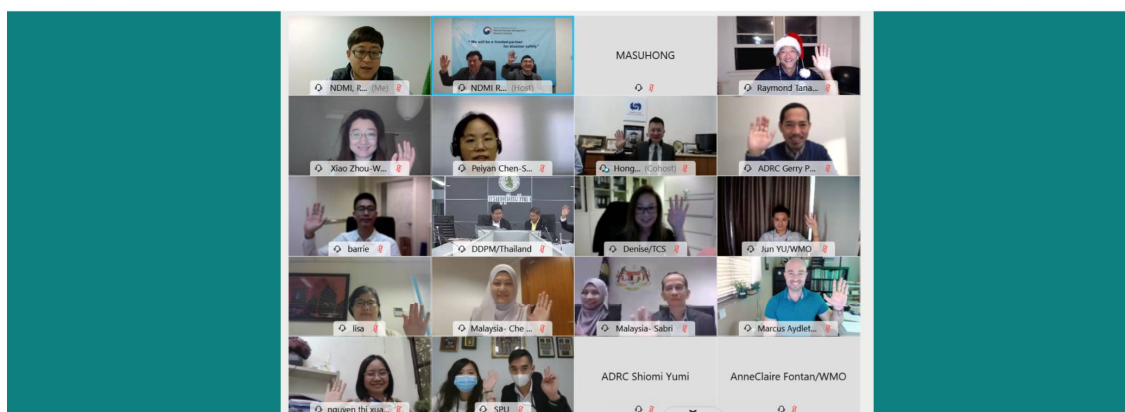 " We will be a trusted partner
for disaster safety"
MASUHONG
NDMI, R... (Me)
NDMI R... (Host)
Raymond Tana...
Xiao Zhou-W...
Peiyan Chen-S...
Hong... (Cohost)
ADRC Gerry P...
barrie
DDPM/Thailand
Denise/TCS
Jun YU/WMO
lisa
Malaysia- Che ...
Malaysia- Sabri
Marcus Aydlet...
ADRC Shiomi Yumi
AnneClaire Fontan/WMO
nguyen thi xua...
SPU